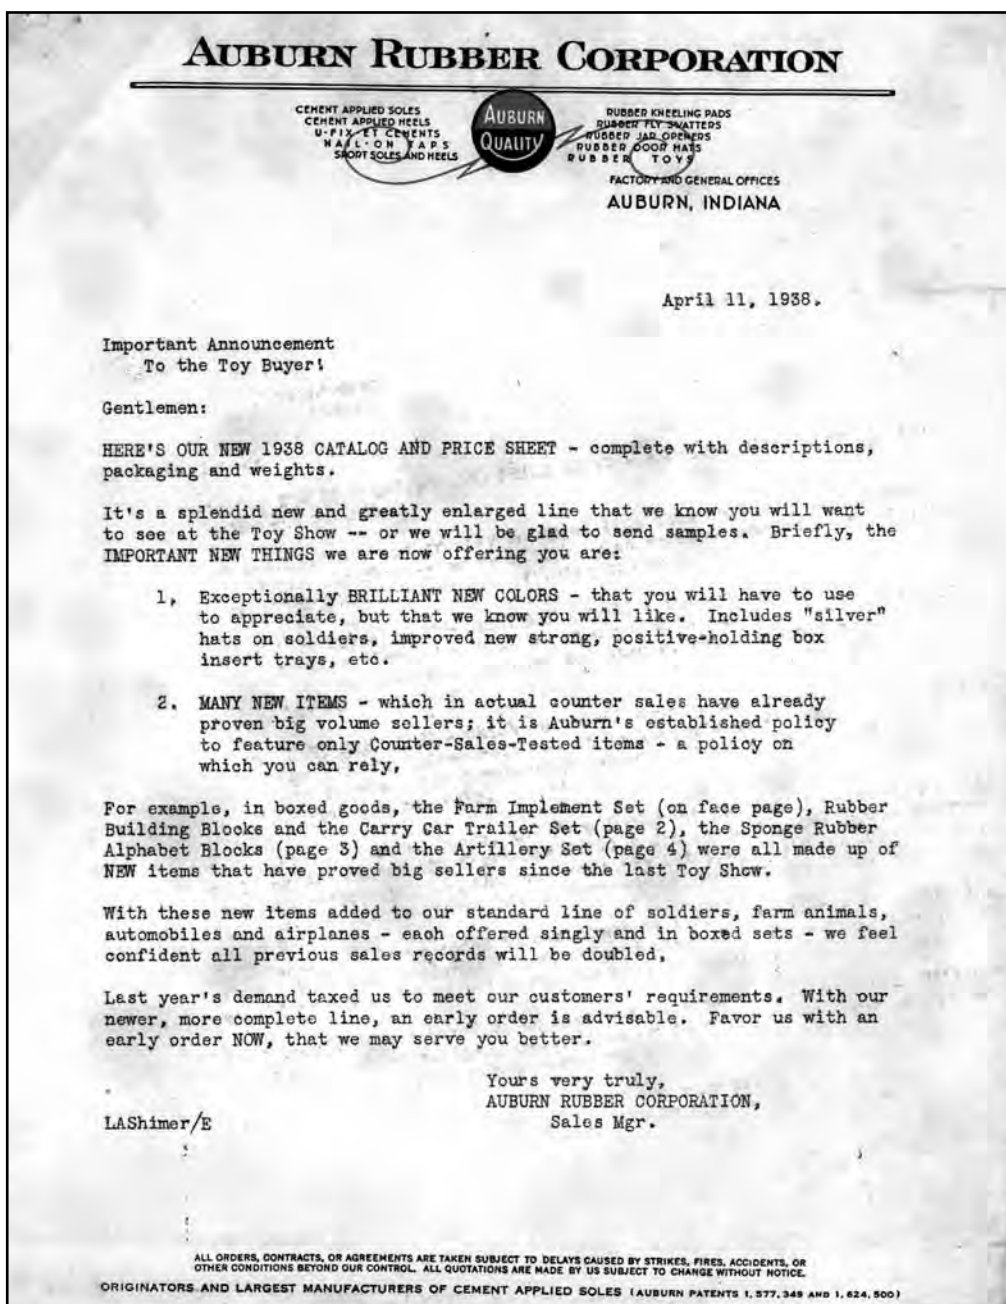 AUBURN RUBBER CORPORATION
CEMENT APPLIED SOLES
CEMENT APPLIED HEELS
U-FIX-ET CEMENTS
NAIL-ON TAPS
SPORT SOLES AND HEELS
AUBURN
QUALITY
RUBBER KNEELING PADS
RUBBER FLY SWATTERS
RUBBER JAR OPENERS
RUBBER DOOR MATS
RUBBER TOYS
FACTORY AND GENERAL OFFICES
AUBURN, INDIANA
April 11, 1938.
Important Announcement
To the Toy Buyer!
Gentlemen:
HERE'S OUR NEW 1938 CATALOG AND PRICE SHEET - complete with descriptions,
packaging and weights.
It's a splendid new and greatly enlarged line that we know you will want
to see at the Toy Show -- or we will be glad to send samples. Briefly, the
IMPORTANT NEW THINGS we are now offering you are:
1, Exceptionally BRILLIANT NEW COLORS - that you will have to use
to appreciate, but that we know you will like. Includes "silver"
hats on soldiers, improved new strong, positive-holding box
insert trays, etc.
2. MANY NEW ITEMS - which in actual counter sales have already
proven big volume sellers; it is Auburn's established policy
to feature only Counter-Sales-Tested items - a policy on
which you can rely,
For example, in boxed goods, the Farm Implement Set (on face page), Rubber
Building Blocks and the Carry Car Trailer Set (page 2), the Sponge Rubber
Alphabet Blocks (page 3) and the Artillery Set (page 4) were all made up of
NEW items that have proved big sellers since the last Toy Show.
With these new items added to our standard line of soldiers, farm animals,
automobiles and airplanes - each offered singly and in boxed sets - we feel
confident all previous sales records will be doubled,
Last year's demand taxed us to meet our customers' requirements. With our
newer, more complete line, an early order is advisable. Favor us with an
early order NOW, that we may serve you better.
Yours very truly,
AUBURN RUBBER CORPORATION,
LAShimer/E
Sales Mgr.
ALL ORDERS, CONTRACTS, OR AGREEMENTS ARE TAKEN SUBJECT TO DELAYS CAUSED BY STRIKES, FIRES, ACCIDENTS, OR
OTHER CONDITIONS BEYOND OUR CONTROL. ALL QUOTATIONS ARE MADE BY US SUBJECT TO CHANGE WITHOUT NOTICE.
ORIGINATORS AND LARGEST MANUFACTURERS OF CEMENT APPLIED SOLES (AUBURN PATENTS 1,577,349 AND 1,624,500)